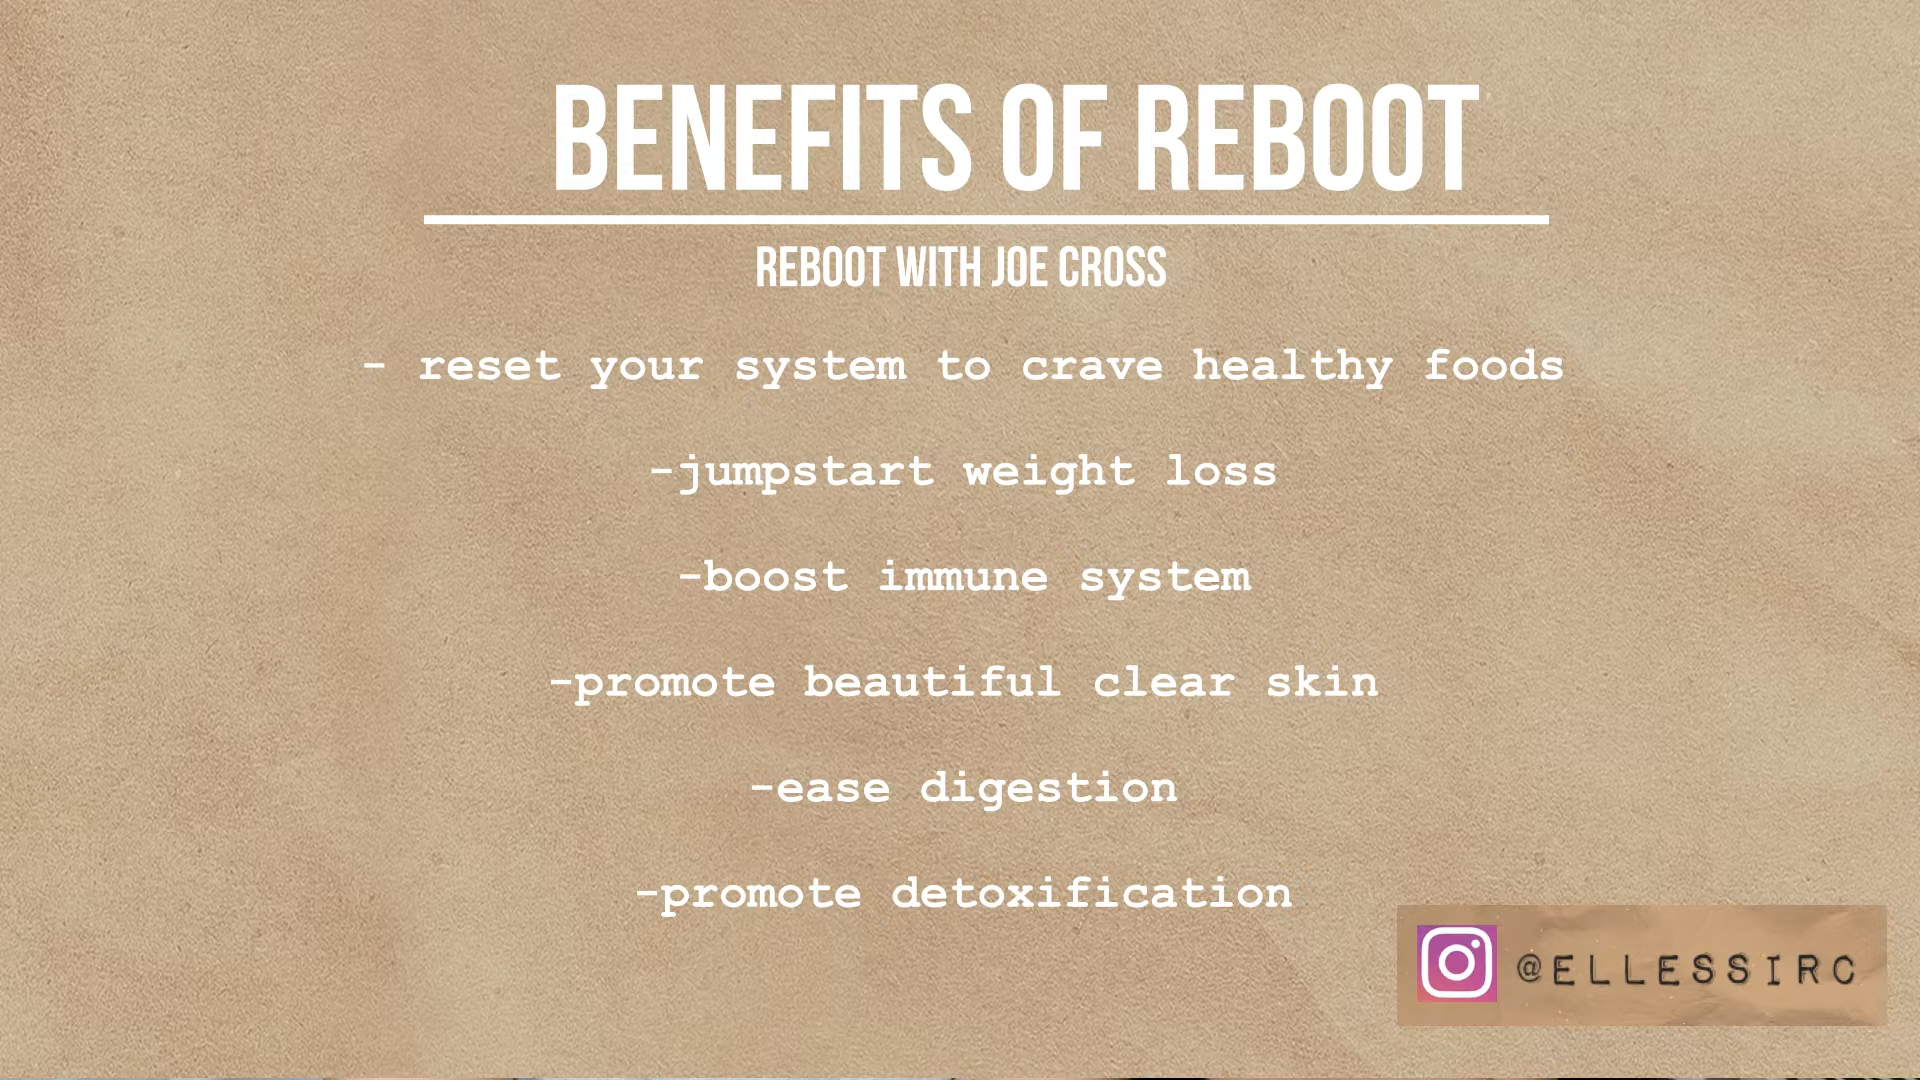 BENEFITS OF REBOOT
REBOOT WITH JOE CROSS
- reset your system to crave healthy foods
-jumpstart weight loss
-boost immune system
-promote beautiful clear skin
-ease digestion
-promote detoxification
@ELLESSIRC